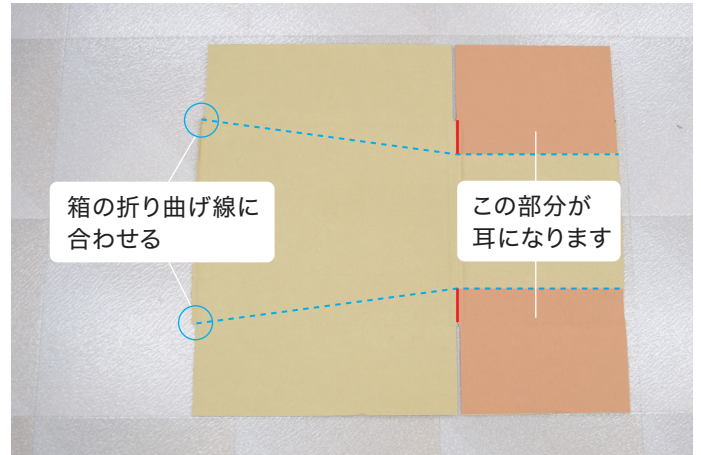 箱の折り曲げ線に
合わせる
この部分が
耳になります